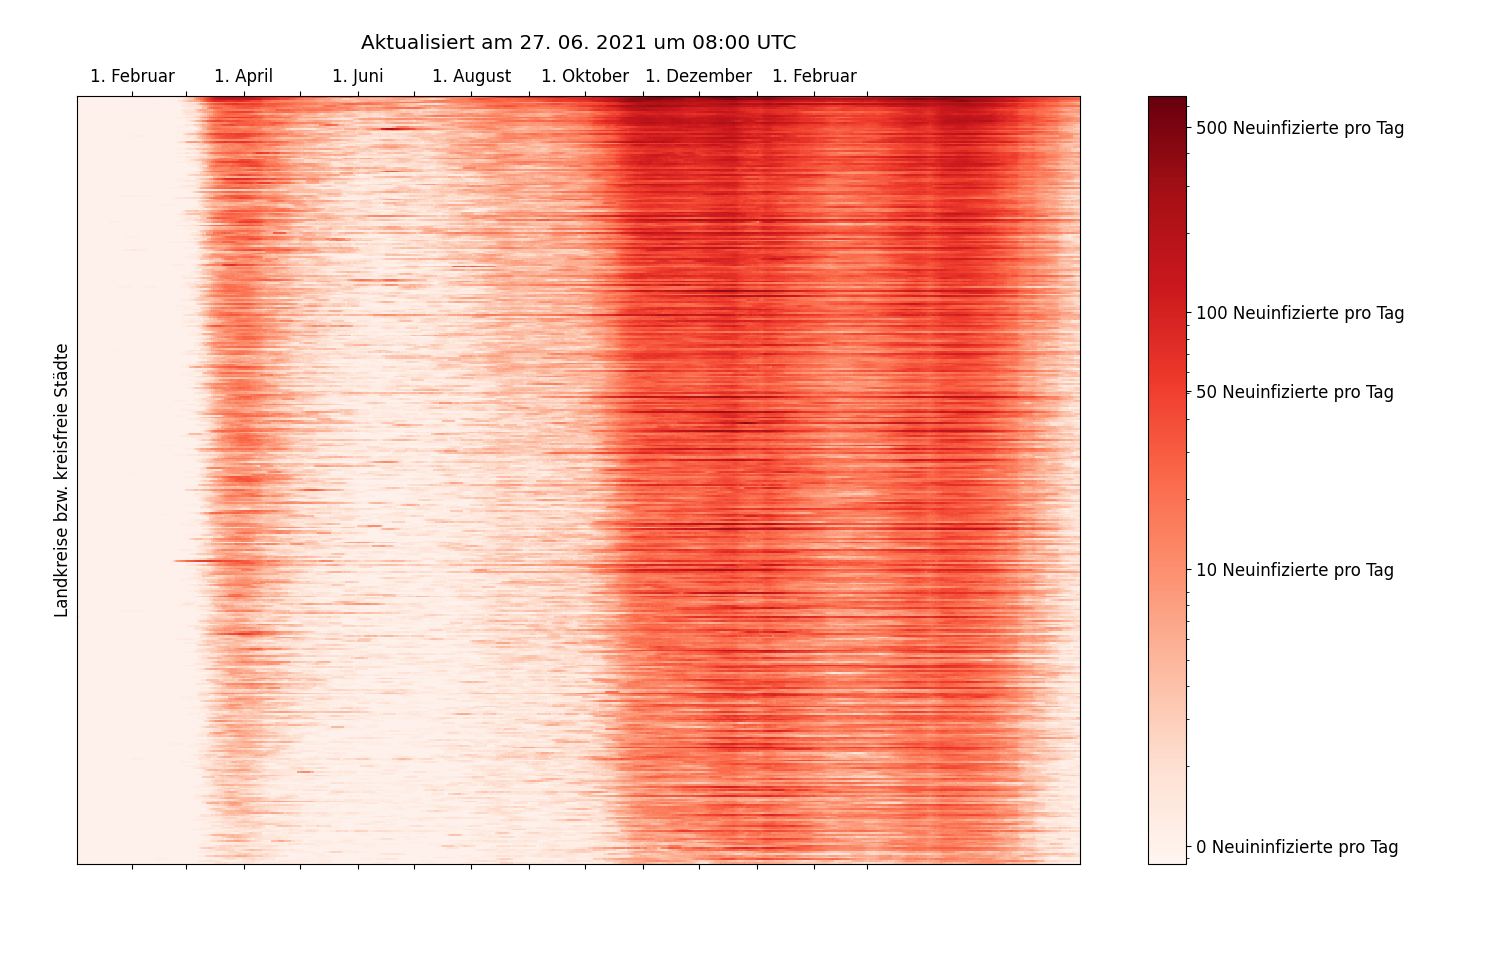 Aktualisiert am 27. 06. 2021 um 08:00 UTC
1. Februar 1. April 1. Juni 1. August 1. Oktober 1. Dezember 1. Februar
Landkreise bzw. kreisfreie Städte
500 Neuinfizierte pro Tag
100 Neuinfizierte pro Tag
50 Neuinfizierte pro Tag
10 Neuinfizierte pro Tag
0 Neuininfizierte pro Tag